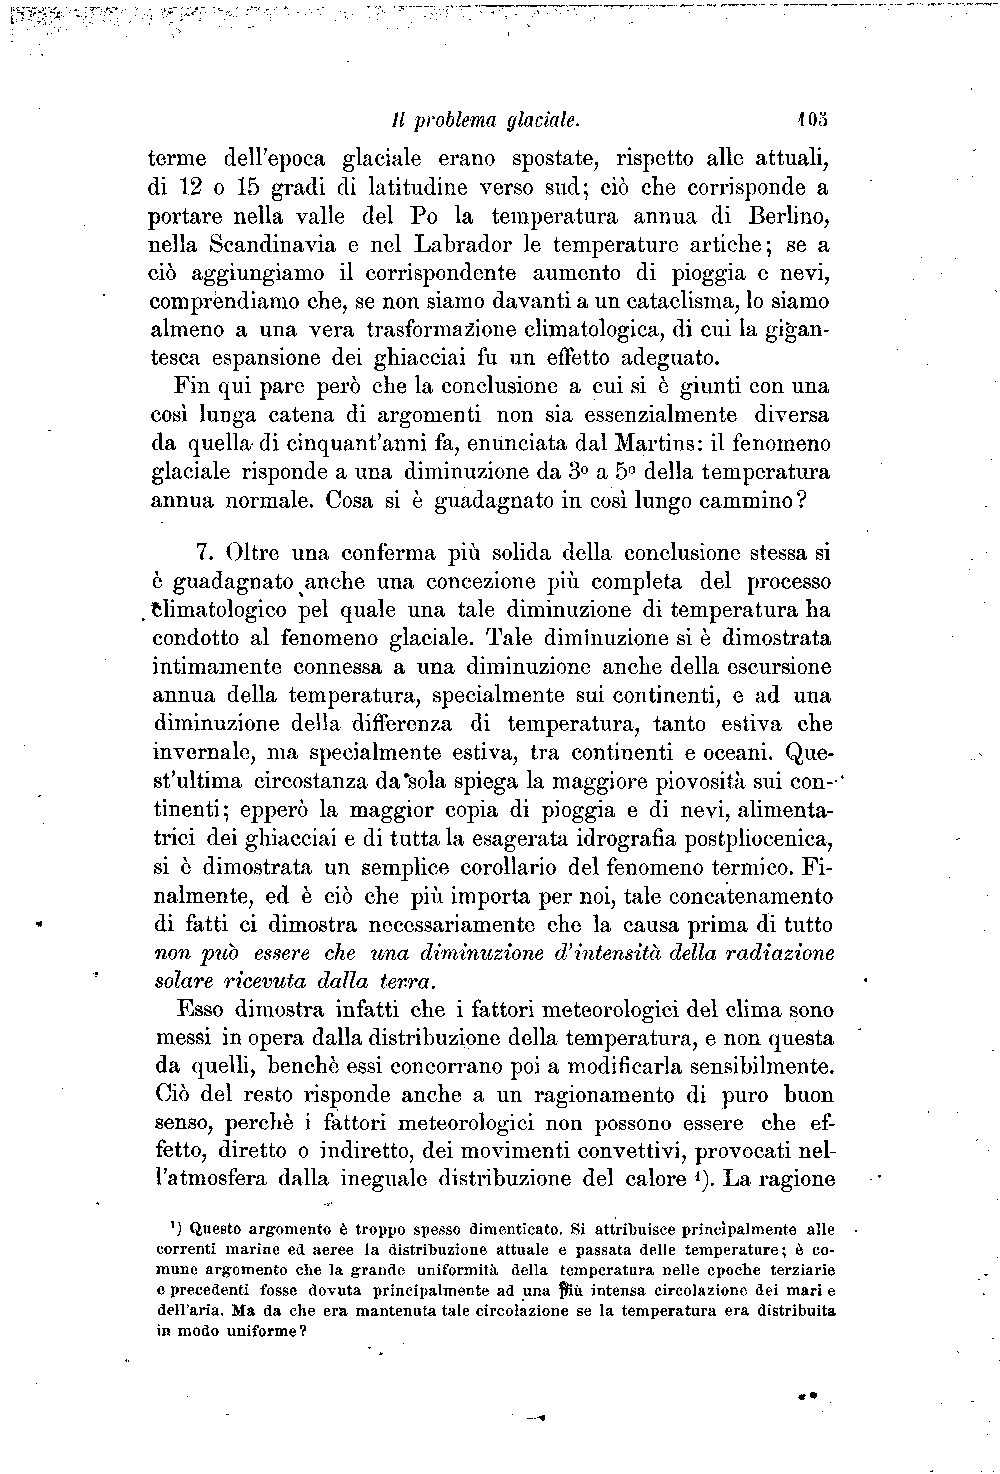 Il problema glaciale. 105
terme dell'epoca glaciale erano spostate, rispetto alle attuali,
di 12 o 15 gradi di latitudine verso sud; ciò che corrisponde a
portare nella valle del Po la temperatura annua di Berlino,
nella Scandinavia e nel Labrador le temperature artiche; se a
ciò aggiungiamo il corrispondente aumento di pioggia e nevi,
comprendiamo che, se non siamo davanti a un cataclisma, lo siamo
almeno a una vera trasformazione climatologica, di cui la gigan-
tesca espansione dei ghiacciai fu un effetto adeguato.
Fin qui pare però che la conclusione a cui si è giunti con una
così lunga catena di argomenti non sia essenzialmente diversa
da quella di cinquant'anni fa, enunciata dal Martins: il fenomeno
glaciale risponde a una diminuzione da 3º a 5º della temperatura
annua normale. Cosa si è guadagnato in così lungo cammino?
7. Oltre una conferma più solida della conclusione stessa si
è guadagnato anche una concezione più completa del processo
climatologico pel quale una tale diminuzione di temperatura ha
condotto al fenomeno glaciale. Tale diminuzione si è dimostrata
intimamente connessa a una diminuzione anche della escursione
annua della temperatura, specialmente sui continenti, e ad una
diminuzione della differenza di temperatura, tanto estiva che
invernale, ma specialmente estiva, tra continenti e oceani. Que-
st'ultima circostanza da sola spiega la maggiore piovosità sui con-
tinenti; epperò la maggior copia di pioggia e di nevi, alimenta-
trici dei ghiacciai e di tutta la esagerata idrografia postpliocenica,
si è dimostrata un semplice corollario del fenomeno termico. Fi-
nalmente, ed è ciò che più importa per noi, tale concatenamento
di fatti ci dimostra necessariamente che la causa prima di tutto
non può essere che una diminuzione d'intensità della radiazione
solare ricevuta dalla terra.
Esso dimostra infatti che i fattori meteorologici del clima sono
messi in opera dalla distribuzione della temperatura, e non questa
da quelli, benchè essi concorrano poi a modificarla sensibilmente.
Ciò del resto risponde anche a un ragionamento di puro buon
senso, perchè i fattori meteorologici non possono essere che ef-
fetto, diretto o indiretto, dei movimenti convettivi, provocati nel-
l'atmosfera dalla ineguale distribuzione del calore ¹). La ragione
¹) Questo argomento è troppo spesso dimenticato. Si attribuisce principalmente alle
correnti marine ed aeree la distribuzione attuale e passata delle temperature; è co-
mune argomento che la grande uniformità della temperatura nelle epoche terziarie
e precedenti fosse dovuta principalmente ad una più intensa circolazione dei mari e
dell'aria. Ma da che era mantenuta tale circolazione se la temperatura era distribuita
in modo uniforme?